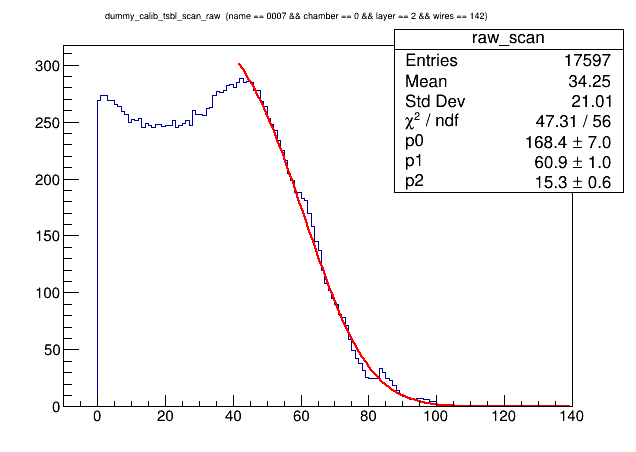 dummy_calib_tsbl_scan_raw (name == 0007 && chamber == 0 && layer == 2 && wires == 142)
raw_scan
Entries 17597
Mean 34.25
Std Dev 21.01
χ² / ndf 47.31 / 56
p0 168.4 ± 7.0
p1 60.9 ± 1.0
p2 15.3 ± 0.6
300
250
200
150
100
50
0
0 20 40 60 80 100 120 140